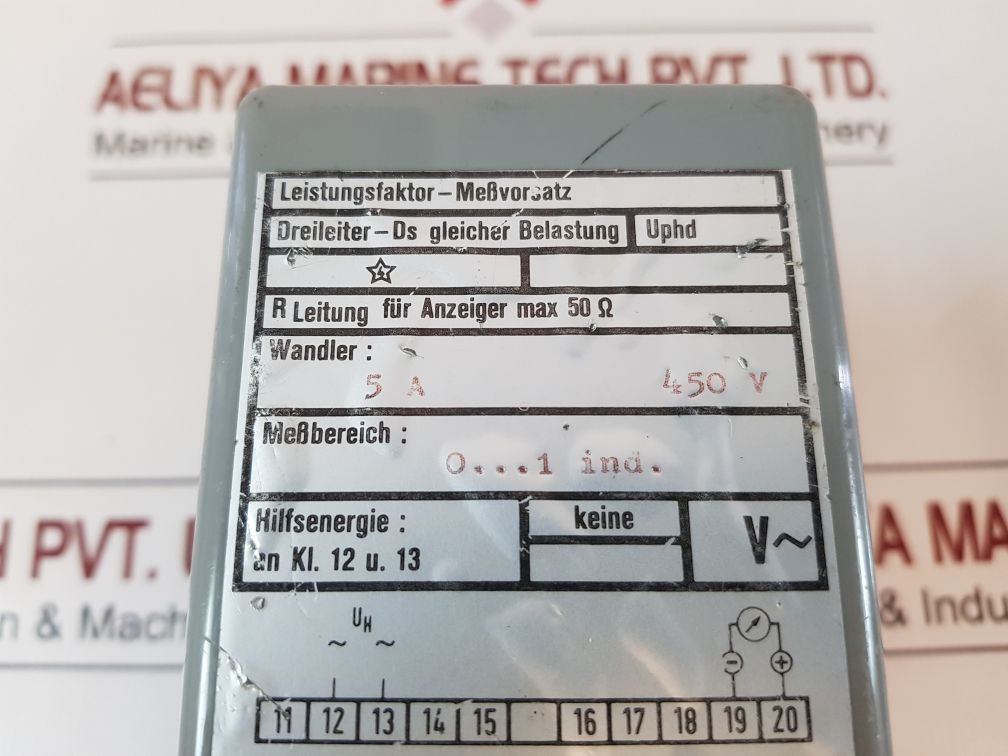 AELIYA MARINE TECH PVT. LTD.
Marine
nery
Leistungsfaktor-Meßvorsatz
Dreileiter-Ds gleicher Belastung Uphd
R Leitung für Anzeiger max 50 Ω
Wandler :
5 A 450 V
Meßbereich :
0...1 ind.
Hilfsenergie : keine V~
an Kl. 12 u. 13
H PVT.
YA MA
n & Mach
& Indu
UH
~ ~
- +
11 12 13 14 15 16 17 18 19 20